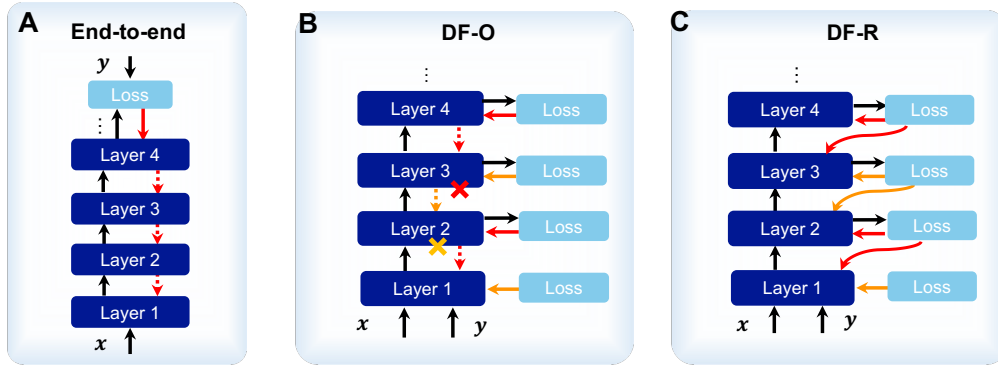 A
End-to-end
y
Loss
⋮
Layer 4
Layer 3
Layer 2
Layer 1
x
B
DF-O
⋮
Layer 4 Loss
Layer 3 Loss
Layer 2 Loss
Layer 1 Loss
x y
C
DF-R
⋮
Layer 4 Loss
Layer 3 Loss
Layer 2 Loss
Layer 1 Loss
x y